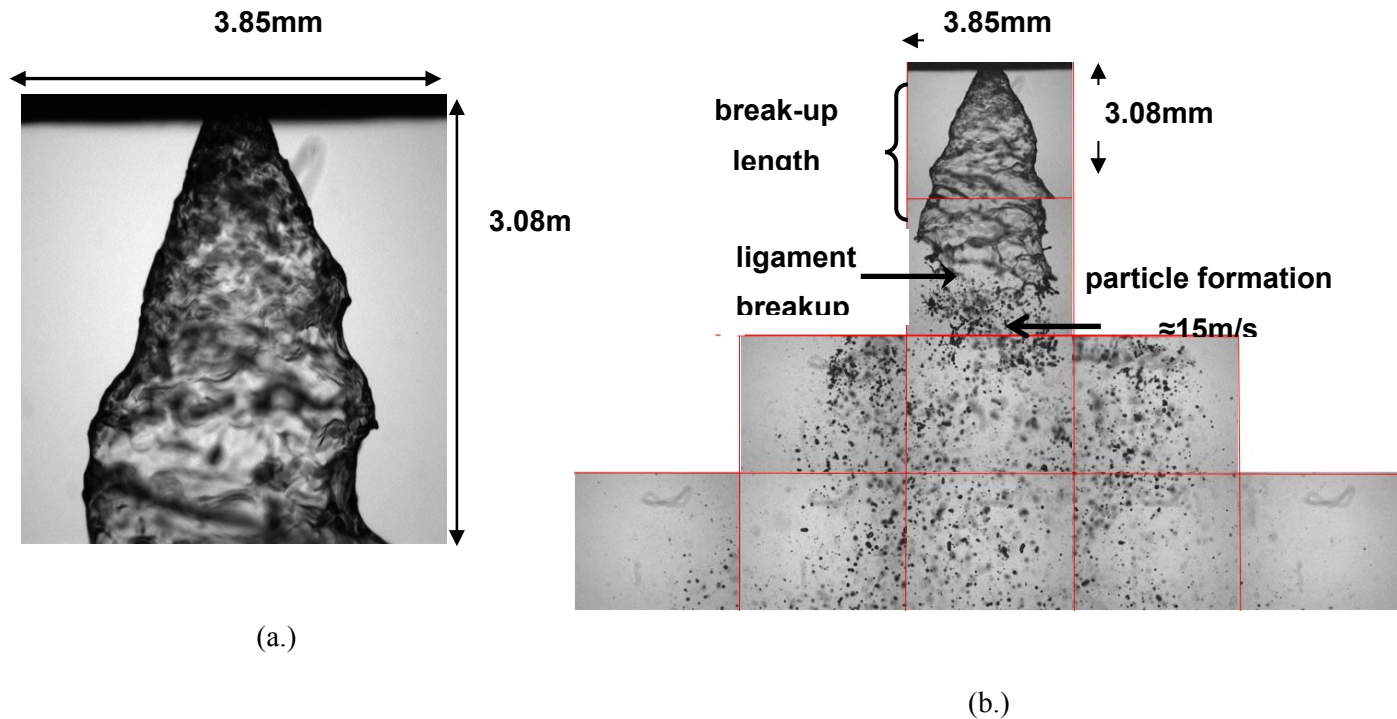 3.85mm
3.08m
(a.)
3.85mm
3.08mm
break-up
length
ligament
breakup
particle formation
≈15m/s
(b.)